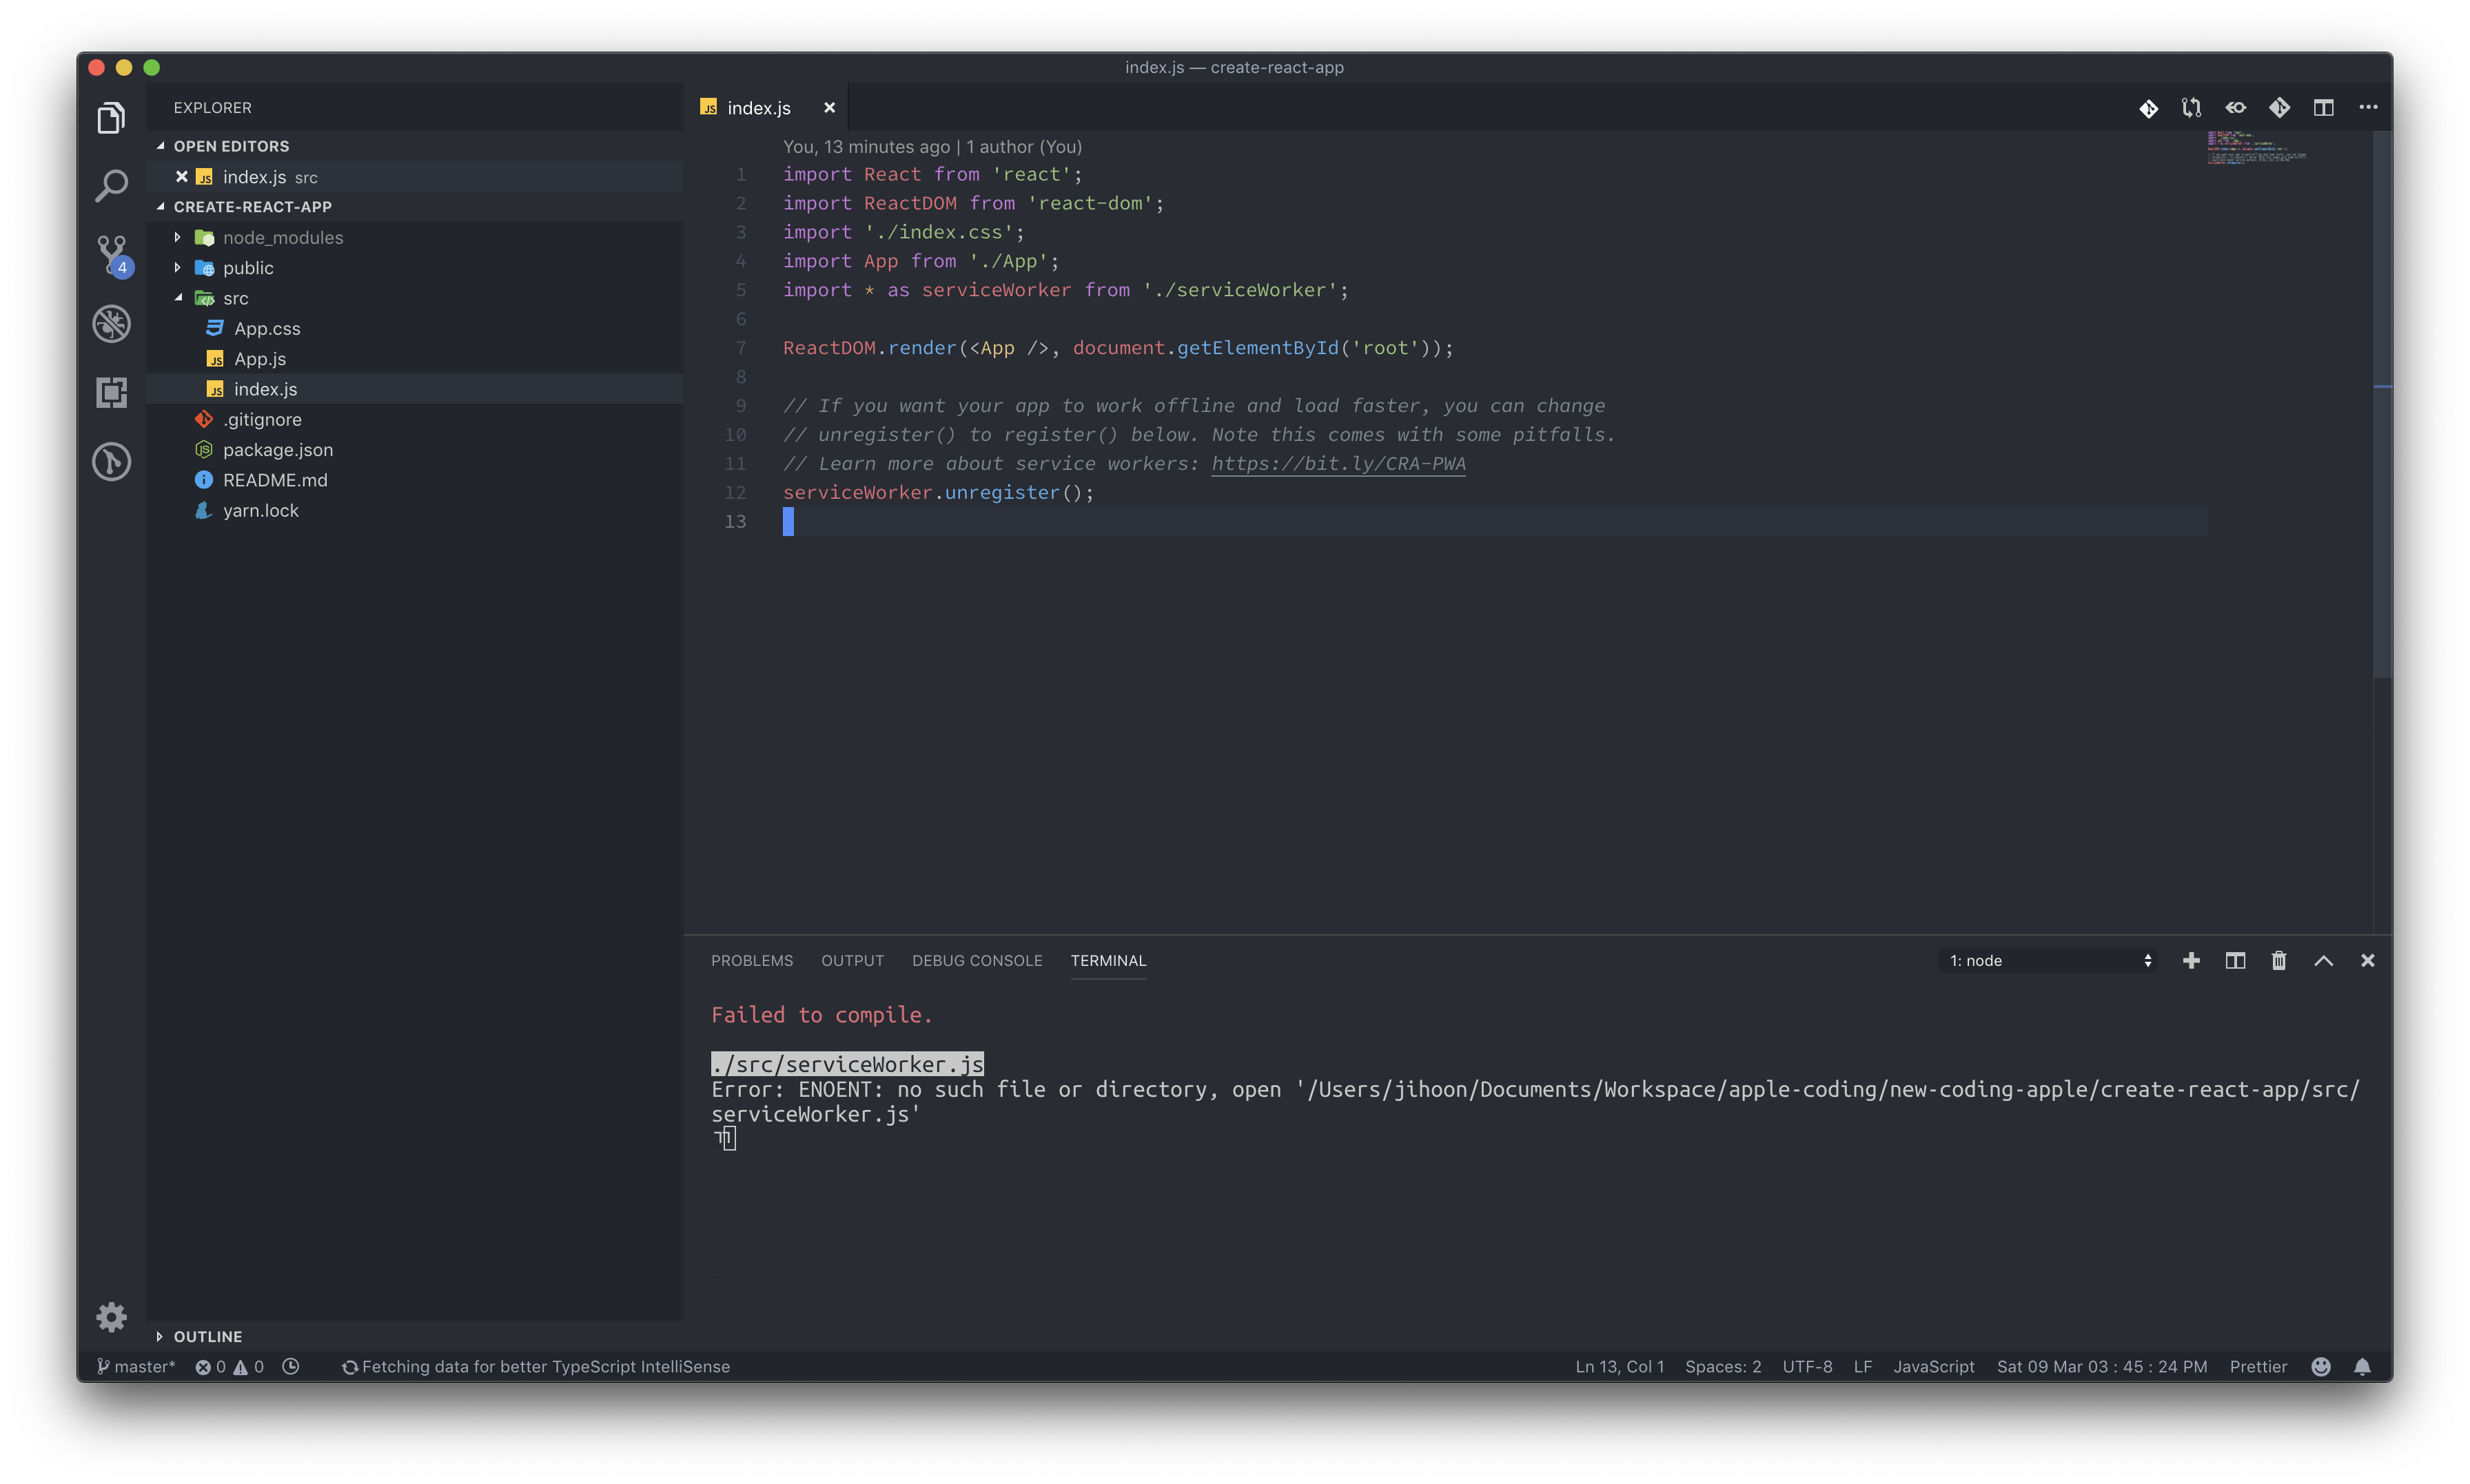 index.js — create-react-app
EXPLORER
OPEN EDITORS
index.js src
CREATE-REACT-APP
node_modules
public
src
App.css
App.js
index.js
.gitignore
package.json
README.md
yarn.lock
OUTLINE
4
index.js
You, 13 minutes ago | 1 author (You)
1 import React from 'react';
2 import ReactDOM from 'react-dom';
3 import './index.css';
4 import App from './App';
5 import * as serviceWorker from './serviceWorker';
6
7 ReactDOM.render(<App />, document.getElementById('root'));
8
9 // If you want your app to work offline and load faster, you can change
10 // unregister() to register() below. Note this comes with some pitfalls.
11 // Learn more about service workers: https://bit.ly/CRA-PWA
12 serviceWorker.unregister();
13
PROBLEMS OUTPUT DEBUG CONSOLE TERMINAL 1: node
Failed to compile.
./src/serviceWorker.js
Error: ENOENT: no such file or directory, open '/Users/jihoon/Documents/Workspace/apple-coding/new-coding-apple/create-react-app/src/
serviceWorker.js'
master* 0 0 Fetching data for better TypeScript IntelliSense Ln 13, Col 1 Spaces: 2 UTF-8 LF JavaScript Sat 09 Mar 03 : 45 : 24 PM Prettier